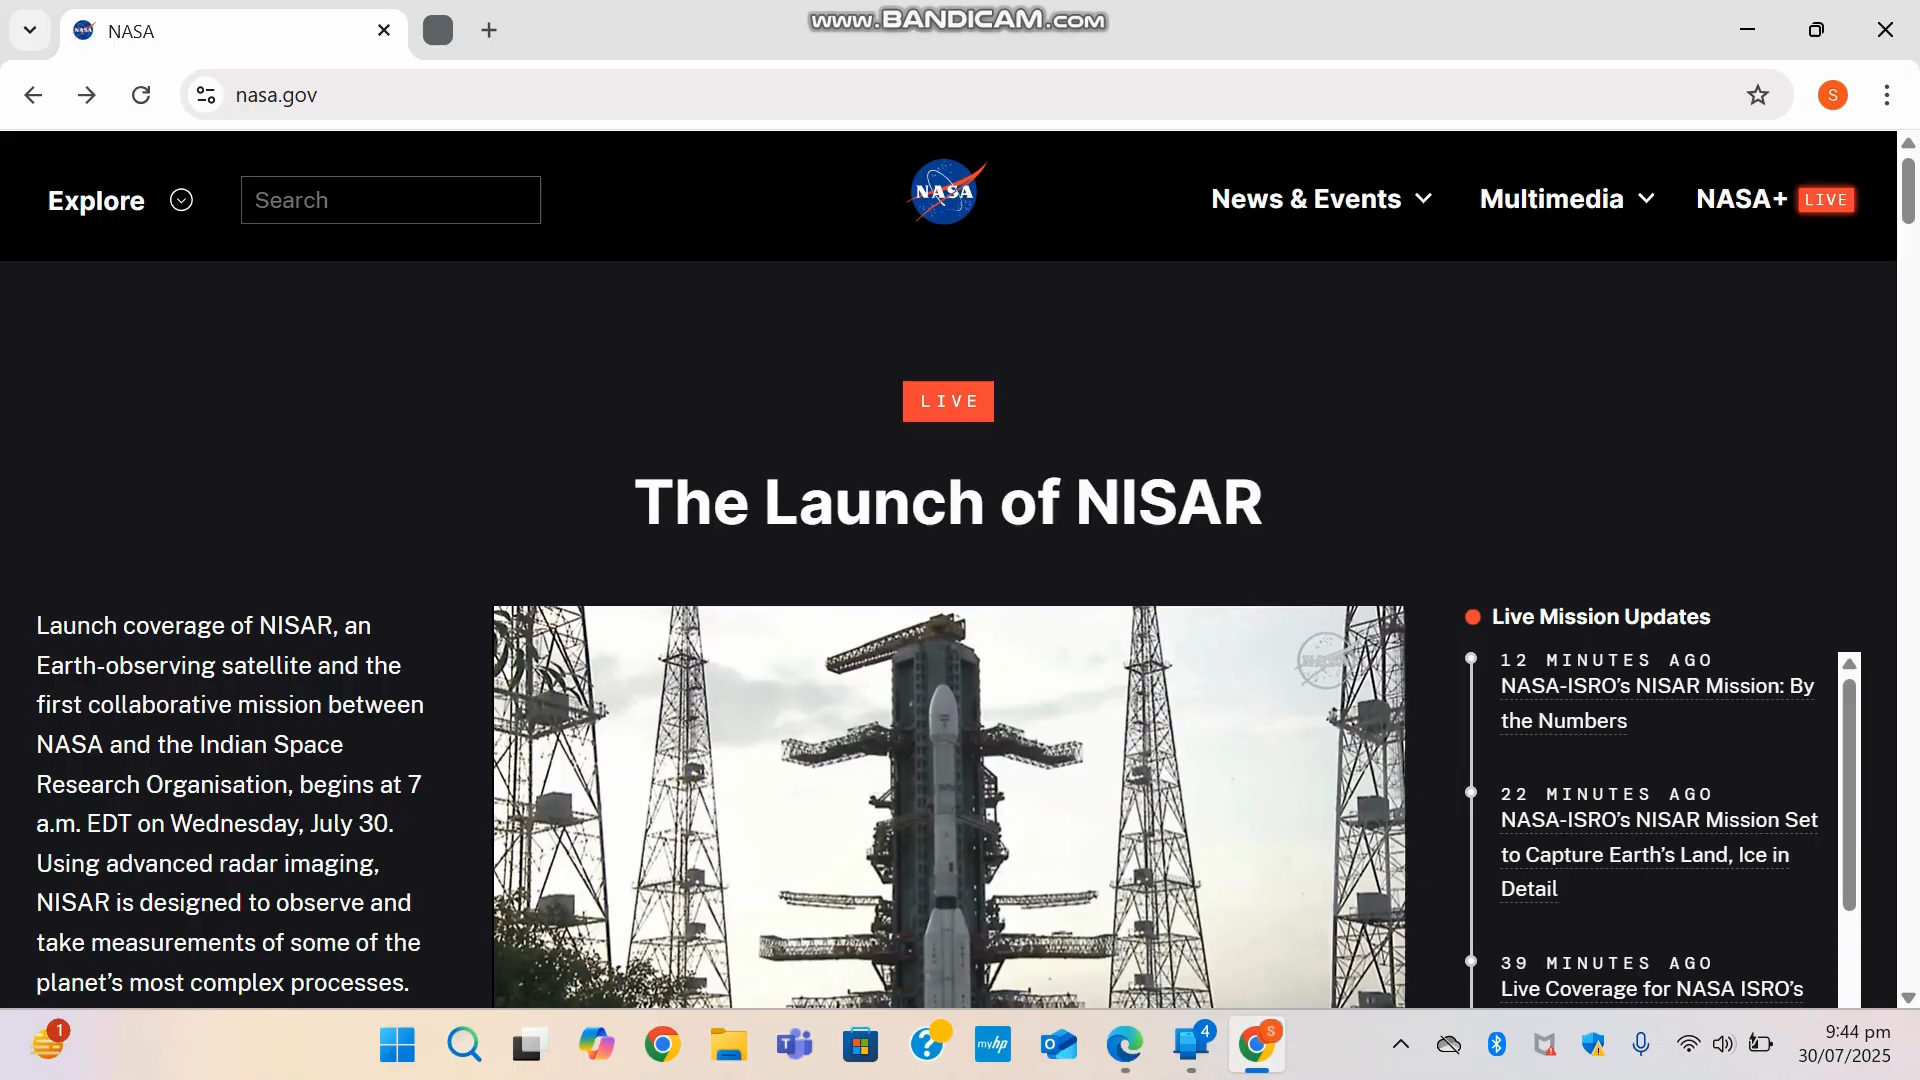 www.BANDICAM.com
NASA
nasa.gov
S
Explore
Search
NASA
News & Events
Multimedia
NASA+ LIVE
LIVE
The Launch of NISAR
Launch coverage of NISAR, an
Earth-observing satellite and the
first collaborative mission between
NASA and the Indian Space
Research Organisation, begins at 7
a.m. EDT on Wednesday, July 30.
Using advanced radar imaging,
NISAR is designed to observe and
take measurements of some of the
planet’s most complex processes.
Live Mission Updates
12 MINUTES AGO
NASA-ISRO’s NISAR Mission: By
the Numbers
22 MINUTES AGO
NASA-ISRO’s NISAR Mission Set
to Capture Earth’s Land, Ice in
Detail
39 MINUTES AGO
Live Coverage for NASA ISRO’s
1
myhp
4
S
9:44 pm
30/07/2025